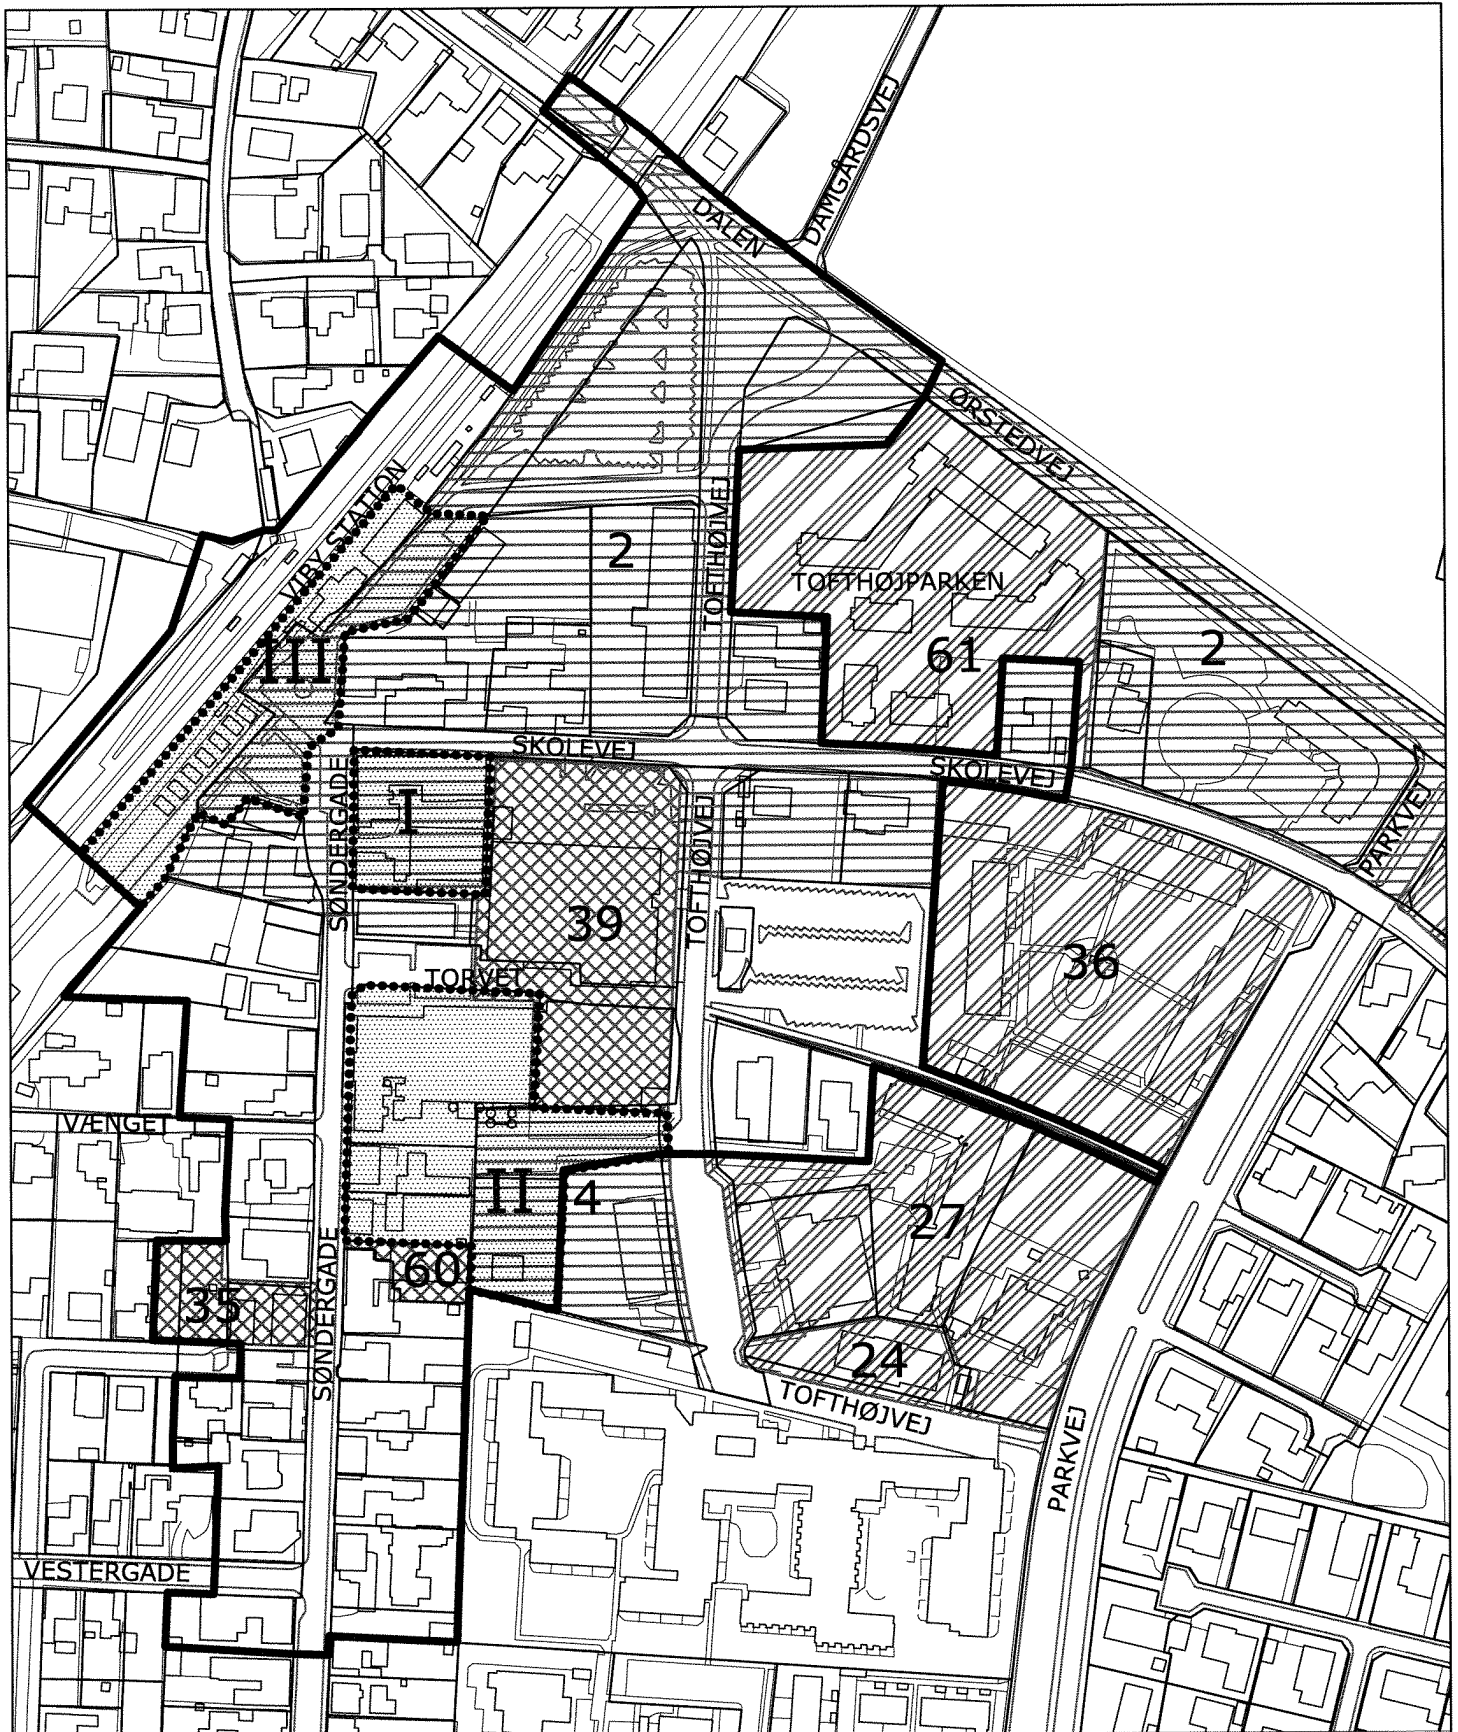 DAMGÅRDSVEJ
DALEN
ØRSTEDVEJ
VIBY STATION
2
TOFTHØJVEJ
TOFTHØJPARKEN
61
2
III
SKOLEVEJ
SKOLEVEJ
SØNDERGADE
I
TOFTHØJVEJ
PARKVEJ
39
36
TORVET
VÆNGET
II
4
27
60
35
SØNDERGADE
24
TOFTHØJVEJ
PARKVEJ
VESTERGADE